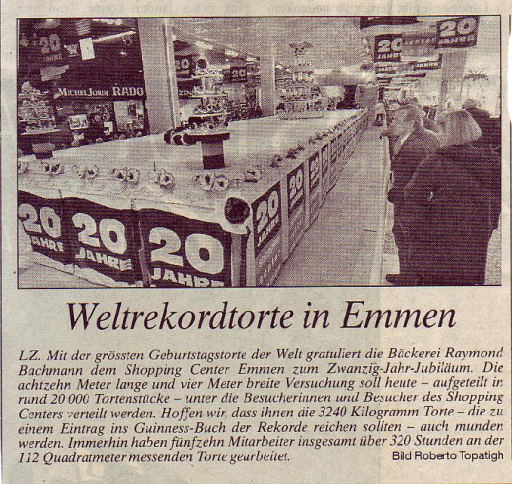 20 JAHRE
20 JAHRE
MICHEL JORDI RADO
20
20 JAHRE
20 JAHRE
20 JAHRE
20 JAHRE
20 JAHRE
Weltrekordtorte in Emmen
LZ. Mit der grössten Geburtstagstorte der Welt gratuliert die Bäckerei Raymond
Bachmann dem Shopping Center Emmen zum Zwanzig-Jahr-Jubiläum. Die
achtzehn Meter lange und vier Meter breite Versuchung soll heute – aufgeteilt in
rund 20 000 Tortenstücke – unter die Besucherinnen und Besucher des Shopping
Centers verteilt werden. Hoffen wir, dass ihnen die 3240 Kilogramm Torte – die zu
einem Eintrag ins Guinness-Buch der Rekorde reichen sollten – auch munden
werden. Immerhin haben fünfzehn Mitarbeiter insgesamt über 320 Stunden an der
112 Quadratmeter messenden Torte gearbeitet.
Bild Roberto Topatigh